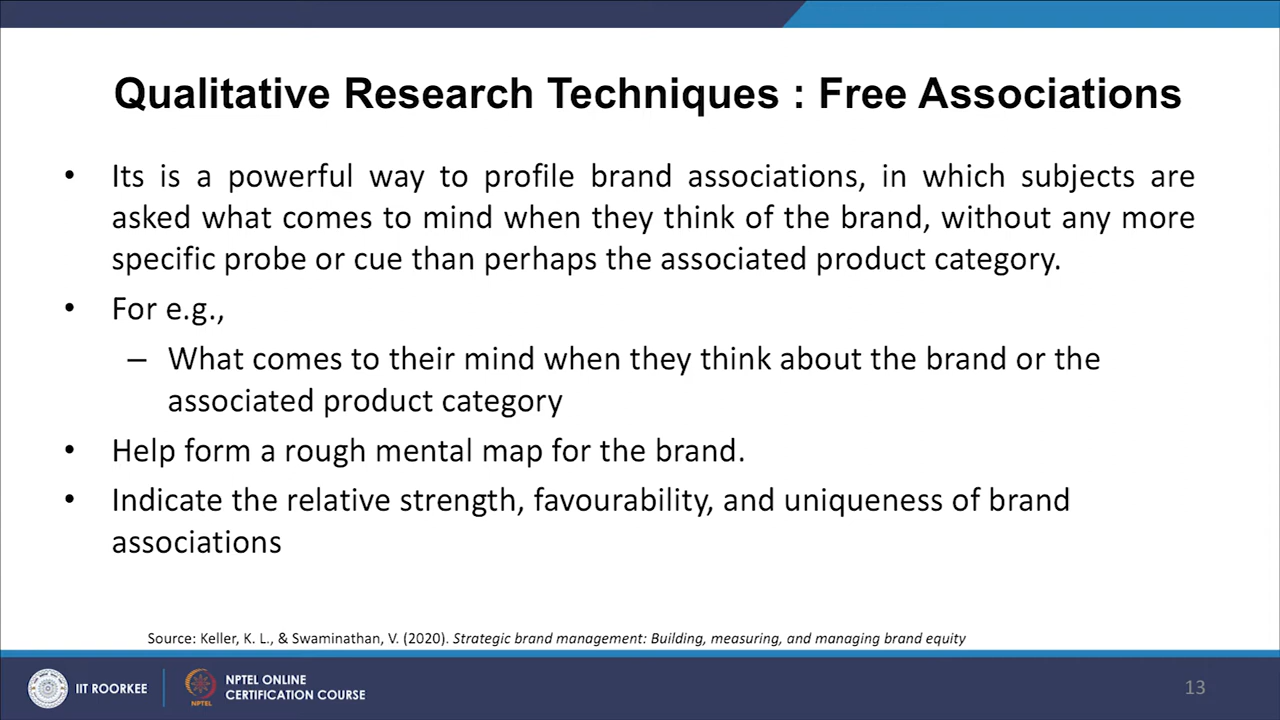 Qualitative Research Techniques : Free Associations
• Its is a powerful way to profile brand associations, in which subjects are
asked what comes to mind when they think of the brand, without any more
specific probe or cue than perhaps the associated product category.
• For e.g.,
– What comes to their mind when they think about the brand or the
associated product category
• Help form a rough mental map for the brand.
• Indicate the relative strength, favourability, and uniqueness of brand
associations
Source: Keller, K. L., & Swaminathan, V. (2020). Strategic brand management: Building, measuring, and managing brand equity
IIT ROORKEE
NPTEL
NPTEL ONLINE
CERTIFICATION COURSE
13